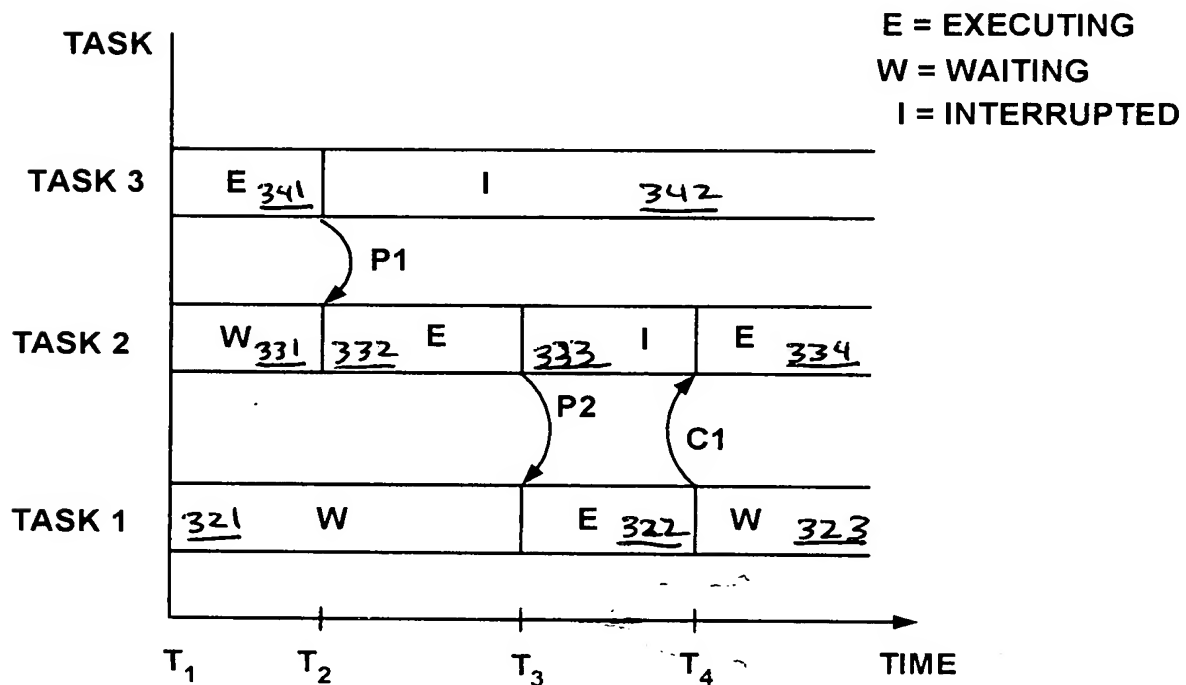 TASK
E = EXECUTING
W = WAITING
I = INTERRUPTED
TASK 3
E 341
I
342
P1
TASK 2
W 331
332 E
333 I
E 334
P2
C1
TASK 1
321 W
E 322
W 323
T1 T2 T3 T4 TIME